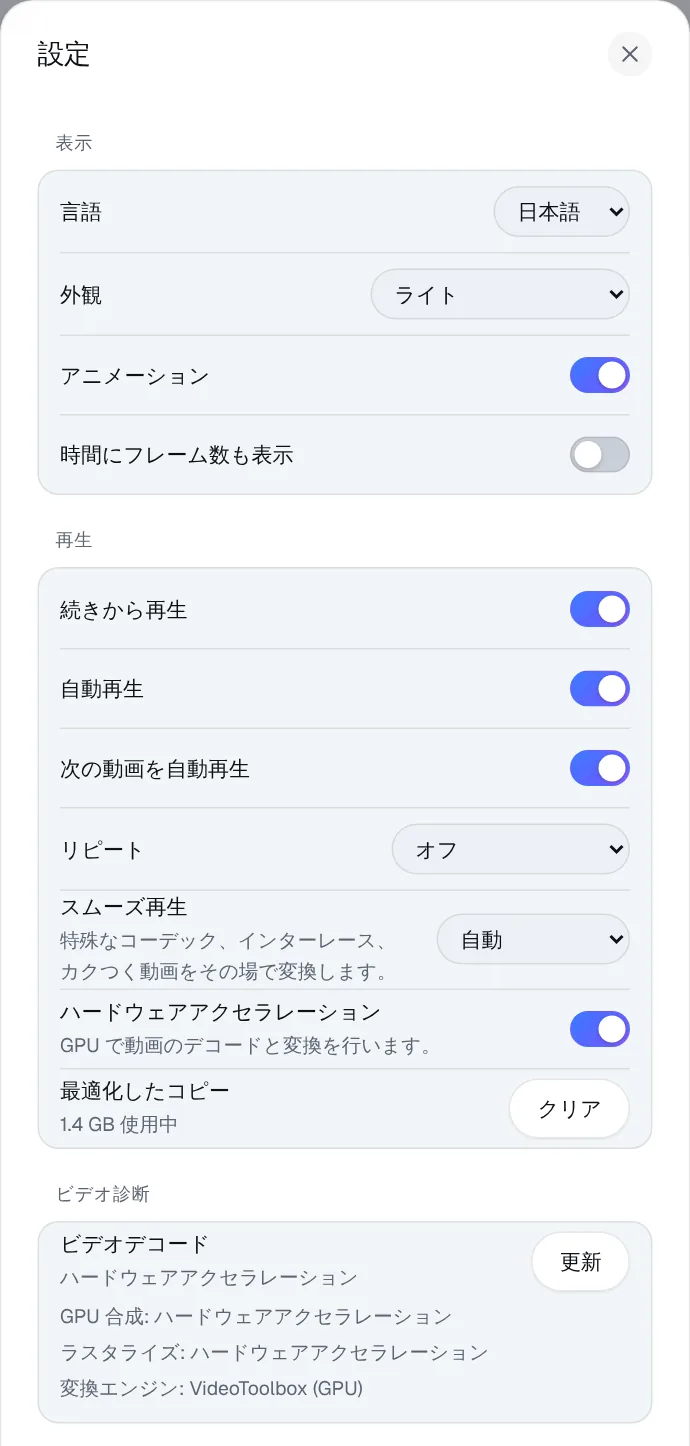 設定
表示
言語
日本語
外観
ライト
アニメーション
時間にフレーム数も表示
再生
続きから再生
自動再生
次の動画を自動再生
リピート
オフ
スムーズ再生
特殊なコーデック、インターレース、
カクつく動画をその場で変換します。
自動
ハードウェアアクセラレーション
GPU で動画のデコードと変換を行います。
最適化したコピー
1.4 GB 使用中
クリア
ビデオ診断
ビデオデコード
ハードウェアアクセラレーション
更新
GPU 合成: ハードウェアアクセラレーション
ラスタライズ: ハードウェアアクセラレーション
変換エンジン: VideoToolbox (GPU)